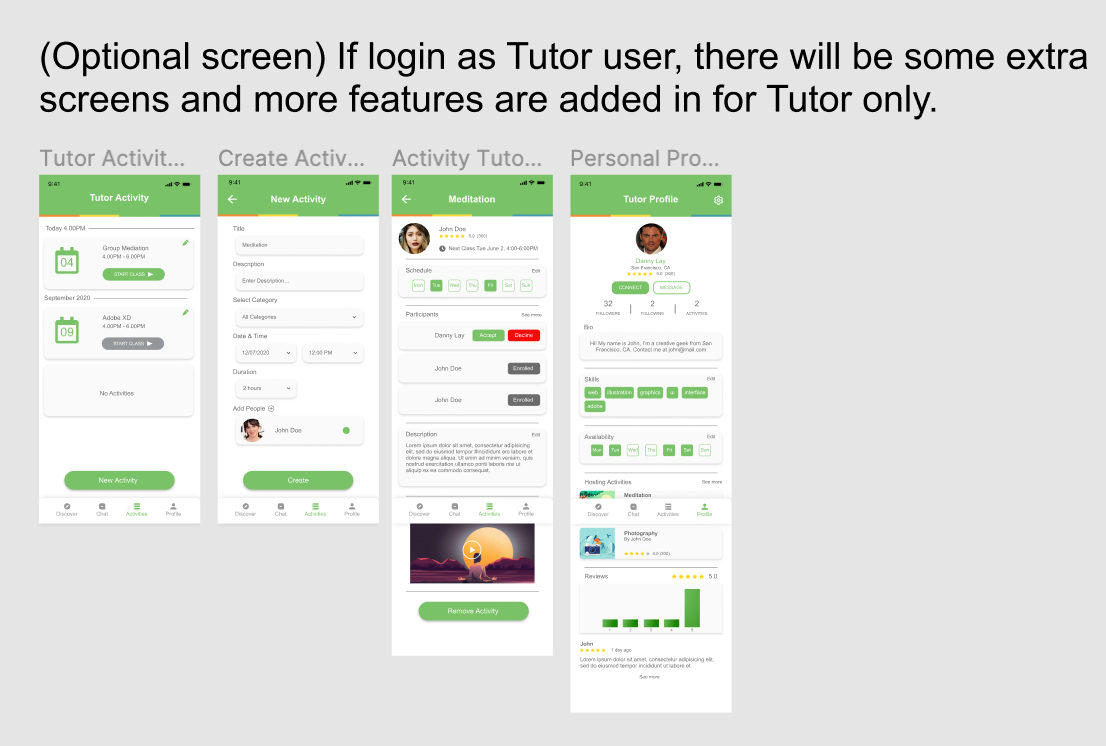 (Optional screen) If login as Tutor user, there will be some extra
screens and more features are added in for Tutor only.
Tutor Activit...
9:41
Tutor Activity
Today 4.00PM
04
Group Mediation
4.00PM - 6.00PM
START CLASS
September 2020
09
Adobe XD
4.00PM - 6.00PM
START CLASS
No Activities
New Activity
Discover
Chat
Activities
Profile
Create Activ...
9:41
New Activity
Title
Meditation
Description
Enter Description...
Select Category
All Categories
Date & Time
12/07/2020
12:00 PM
Duration
2 hours
Add People
John Doe
Create
Discover
Chat
Activities
Profile
Activity Tuto...
9:41
Meditation
John Doe
5.0 (300)
Next Class Tue June 2, 4:00-6:00PM
Schedule
Edit
Mon
Tue
Wed
Thu
Fri
Sat
Sun
Participants
See more
Danny Lay
Accept
Decline
John Doe
Enrolled
John Doe
Enrolled
Description
Edit
Lorem ipsum dolor sit amet, consectetur adipisicing
elit, sed do eiusmod tempor incididunt ero labore et
dolore magna aliqua. Ut enim ad minim veniam, quis
nostrud exercitation ullamco poriti laboris nisi ut
aliquip ex ea commodo consequat.
Discover
Chat
Activities
Profile
Remove Activity
Personal Pro...
9:41
Tutor Profile
Danny Lay
San Francisco, CA
5.0 (300)
CONNECT
MESSAGE
32
FOLLOWERS
2
FOLLOWING
2
ACTIVITIES
Bio
Hi! My name is John, I'm a creative geek from San
Francisco, CA. Contact me at john@mail.com
Skills
Edit
web
illustration
graphics
ui
interface
adobe
Availability
Edit
Mon
Tue
Wed
Thu
Fri
Sat
Sun
Hosting Activities
See more
Meditation
Discover
Chat
Activities
Profile
Photography
By John Doe
4.0 (300)
Reviews
5.0
1
2
3
4
5
John
1 day ago
Lorem ipsum dolor sit amet, consectetur adipisicing elit,
sed do eiusmod tempor incididunt ut labore et
See more